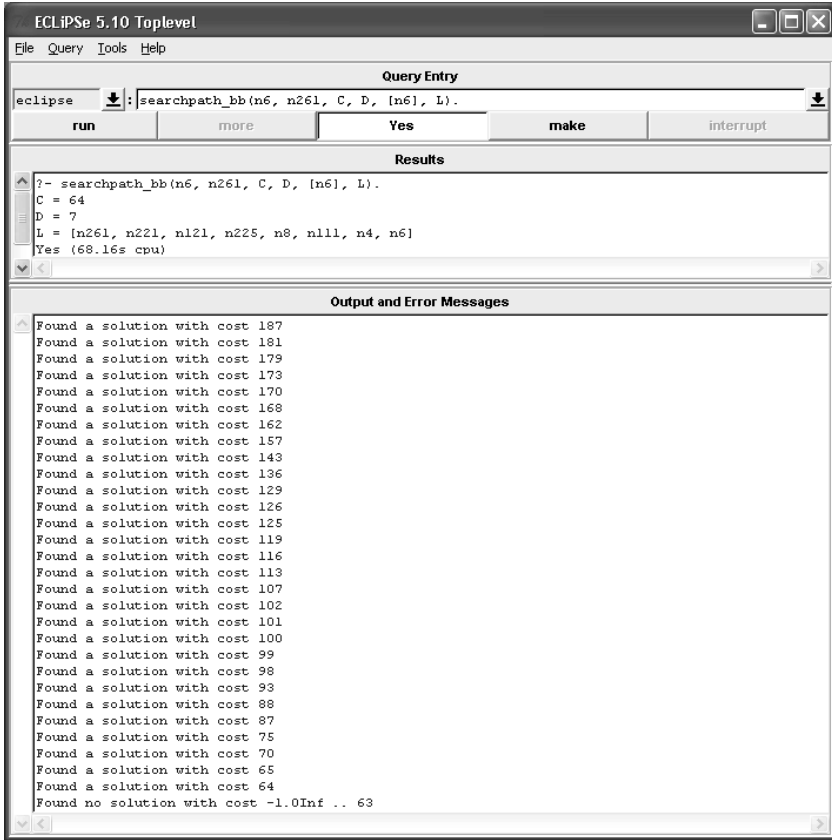 ECLiPSe 5.10 Toplevel
File Query Tools Help
Query Entry
eclipse : searchpath_bb(n6, n261, C, D, [n6], L).
run more Yes make interrupt
Results
?- searchpath_bb(n6, n261, C, D, [n6], L).
C = 64
D = 7
L = [n261, n221, n121, n225, n8, n111, n4, n6]
Yes (68.16s cpu)
Output and Error Messages
Found a solution with cost 187
Found a solution with cost 181
Found a solution with cost 179
Found a solution with cost 173
Found a solution with cost 170
Found a solution with cost 168
Found a solution with cost 162
Found a solution with cost 157
Found a solution with cost 143
Found a solution with cost 136
Found a solution with cost 129
Found a solution with cost 126
Found a solution with cost 125
Found a solution with cost 119
Found a solution with cost 116
Found a solution with cost 113
Found a solution with cost 107
Found a solution with cost 102
Found a solution with cost 101
Found a solution with cost 100
Found a solution with cost 99
Found a solution with cost 98
Found a solution with cost 93
Found a solution with cost 88
Found a solution with cost 87
Found a solution with cost 75
Found a solution with cost 70
Found a solution with cost 65
Found a solution with cost 64
Found no solution with cost -1.0Inf .. 63